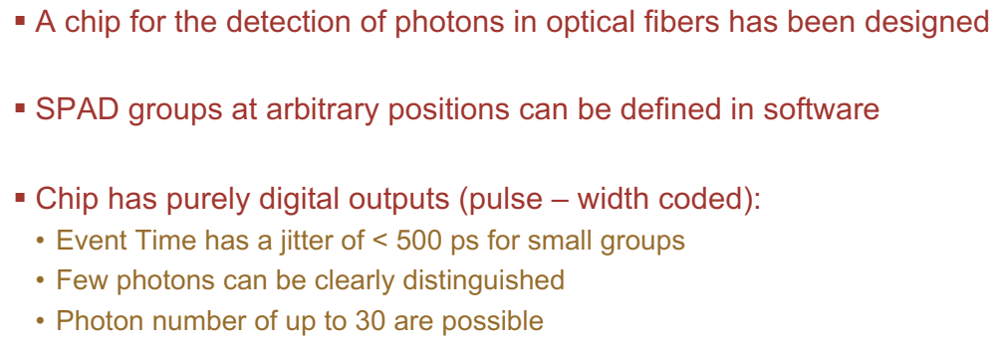 ▪ A chip for the detection of photons in optical fibers has been designed
▪ SPAD groups at arbitrary positions can be defined in software
▪ Chip has purely digital outputs (pulse – width coded):
• Event Time has a jitter of < 500 ps for small groups
• Few photons can be clearly distinguished
• Photon number of up to 30 are possible